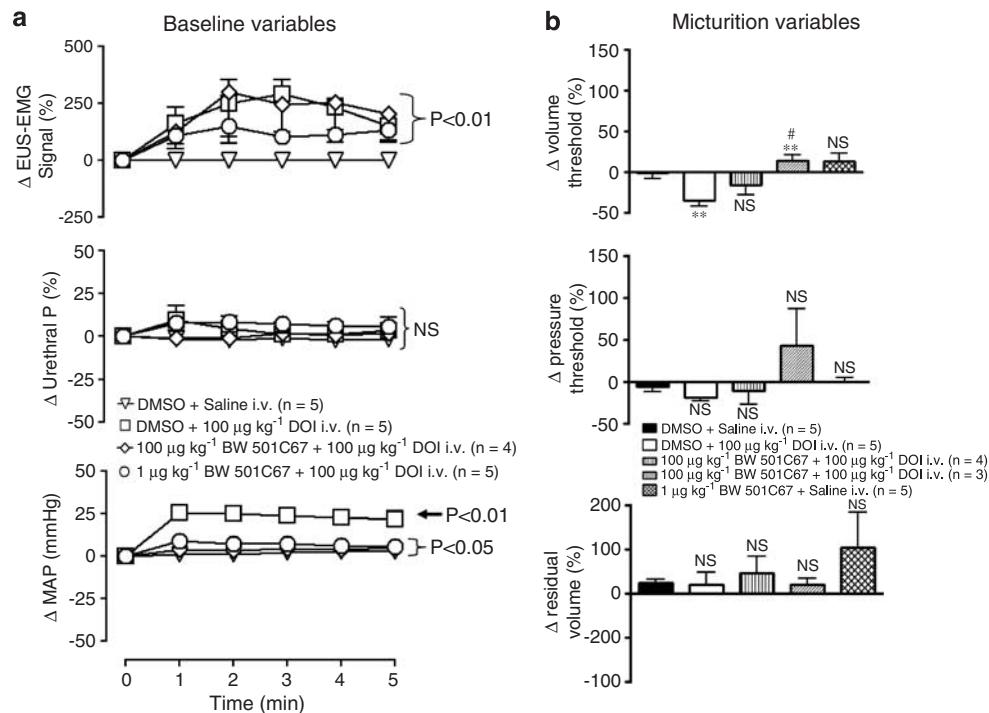 a
Baseline variables
Δ EUS-EMG
Signal (%)
500
250
0
-250
P<0.01
Δ Urethral P (%)
50
25
0
-25
-50
NS
DMSO + Saline i.v. (n = 5)
DMSO + 100 µg kg⁻¹ DOI i.v. (n = 5)
100 µg kg⁻¹ BW 501C67 + 100 µg kg⁻¹ DOI i.v. (n = 4)
1 µg kg⁻¹ BW 501C67 + 100 µg kg⁻¹ DOI i.v. (n = 5)
Δ MAP (mmHg)
50
25
0
-25
-50
P<0.01
P<0.05
0 1 2 3 4 5
Time (min)
b
Micturition variables
Δ volume
threshold (%)
150
100
50
0
-50
**
NS
#
**
NS
Δ pressure
threshold (%)
150
100
50
0
-50
NS
NS
NS
NS
DMSO + Saline i.v. (n = 5)
DMSO + 100 µg kg⁻¹ DOI i.v. (n = 5)
100 µg kg⁻¹ BW 501C67 + 100 µg kg⁻¹ DOI i.v. (n = 4)
100 µg kg⁻¹ BW 501C67 + 100 µg kg⁻¹ DOI i.v. (n = 3)
1 µg kg⁻¹ BW 501C67 + Saline i.v. (n = 5)
Δ residual
volume (%)
200
100
0
-200
-100
NS
NS
NS
NS